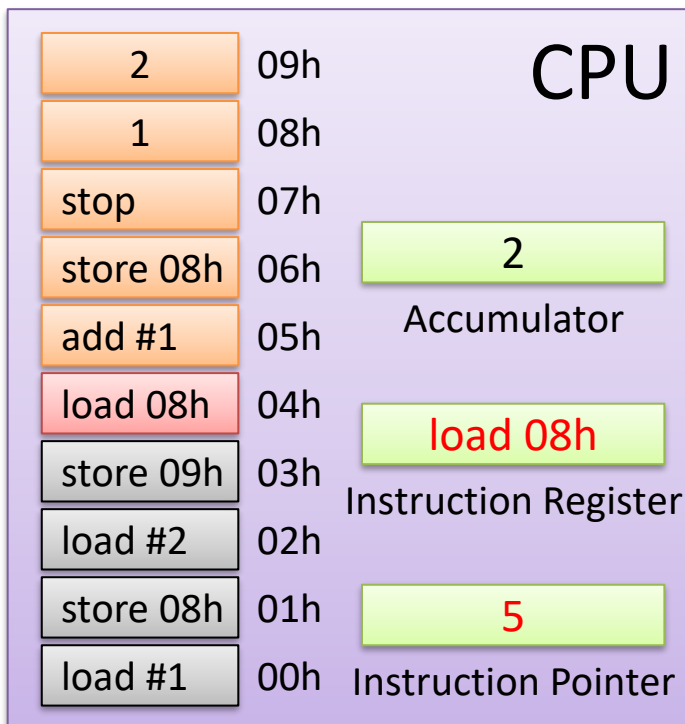 CPU
2 09h
1 08h
stop 07h
store 08h 06h
add #1 05h
load 08h 04h
store 09h 03h
load #2 02h
store 08h 01h
load #1 00h
2
Accumulator
load 08h
Instruction Register
5
Instruction Pointer